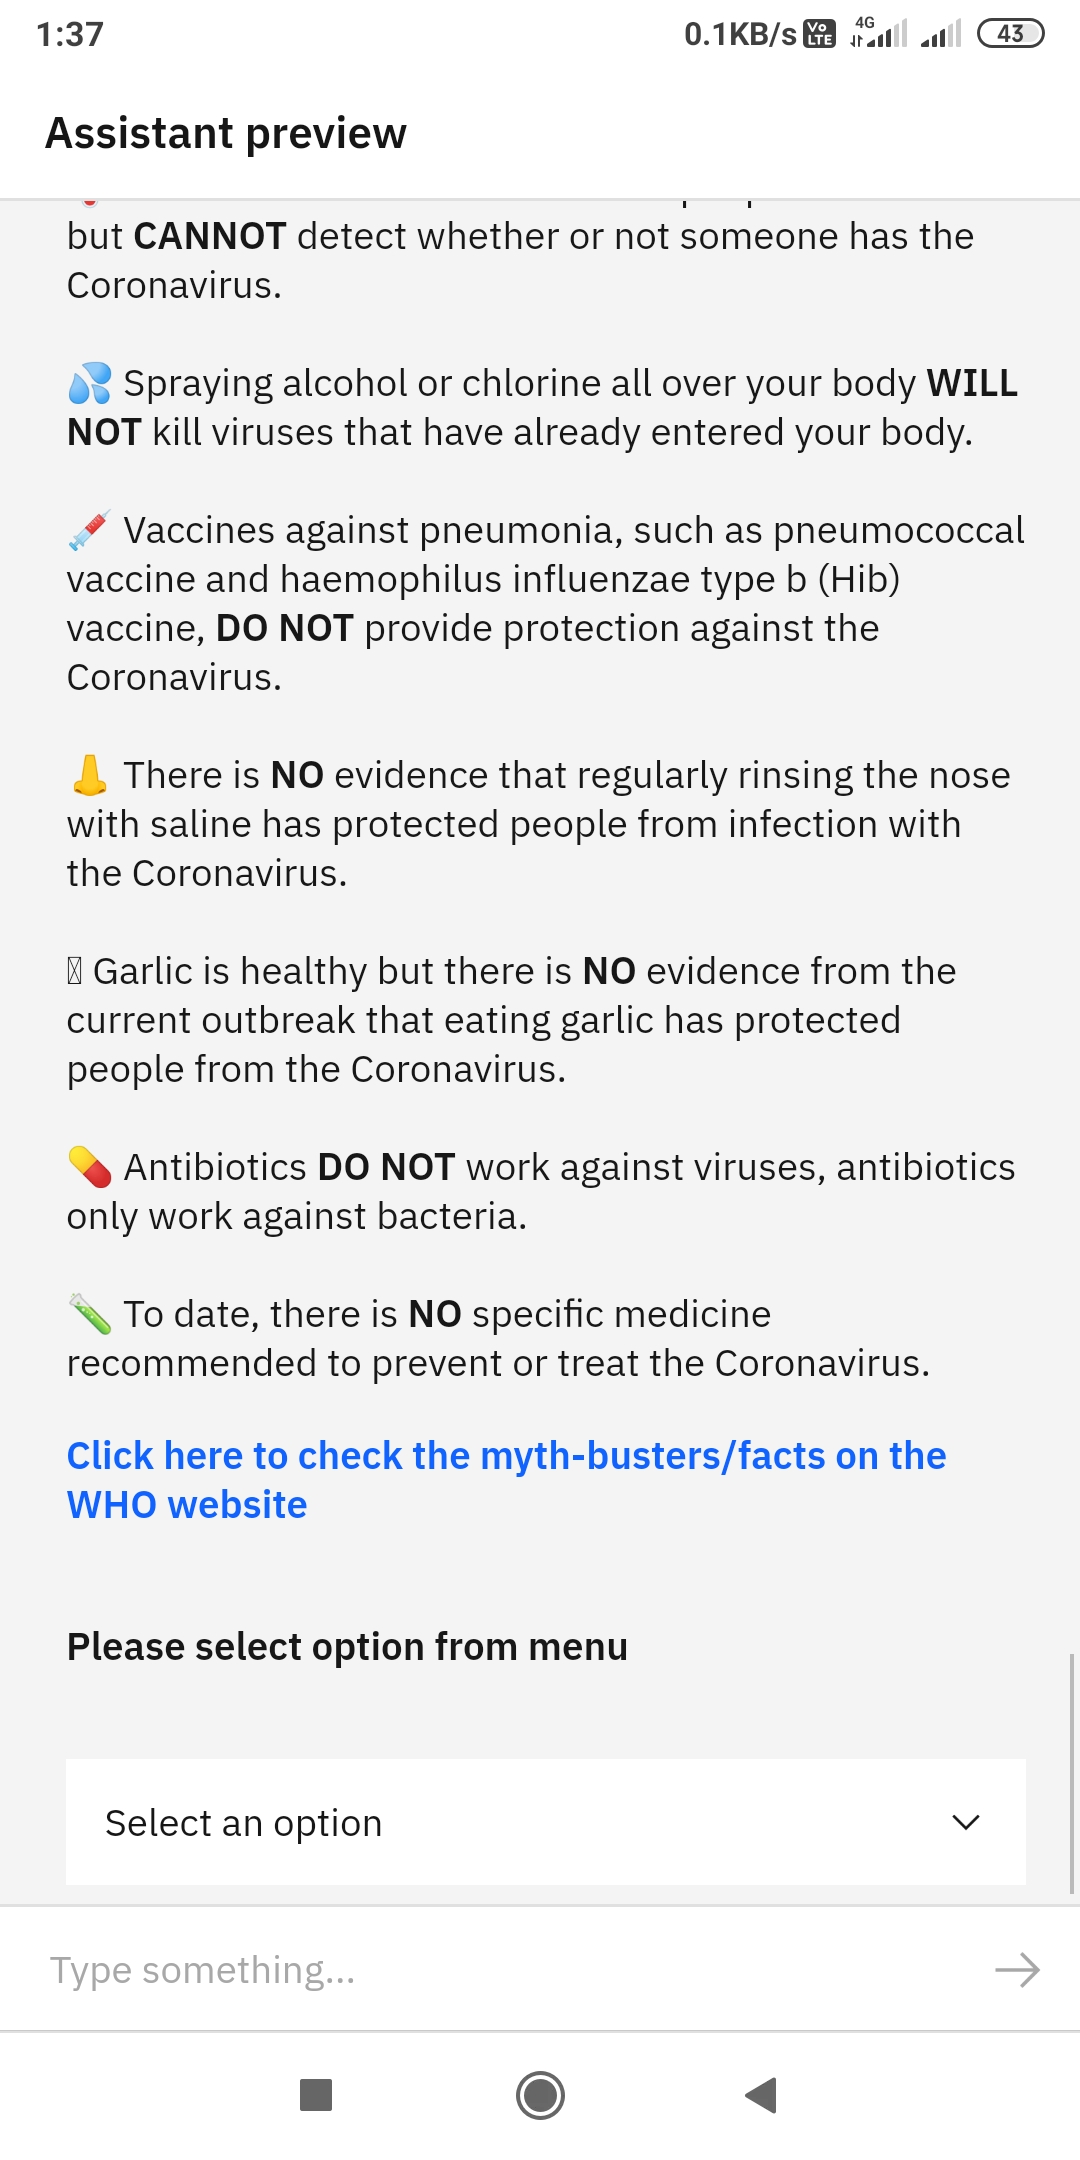 1:37
0.1KB/s Vo LTE 4G 43
Assistant preview
but CANNOT detect whether or not someone has the
Coronavirus.
💦 Spraying alcohol or chlorine all over your body WILL
NOT kill viruses that have already entered your body.
💉 Vaccines against pneumonia, such as pneumococcal
vaccine and haemophilus influenzae type b (Hib)
vaccine, DO NOT provide protection against the
Coronavirus.
👃 There is NO evidence that regularly rinsing the nose
with saline has protected people from infection with
the Coronavirus.
Garlic is healthy but there is NO evidence from the
current outbreak that eating garlic has protected
people from the Coronavirus.
💊 Antibiotics DO NOT work against viruses, antibiotics
only work against bacteria.
🧪 To date, there is NO specific medicine
recommended to prevent or treat the Coronavirus.
Click here to check the myth-busters/facts on the
WHO website
Please select option from menu
Select an option
Type something...